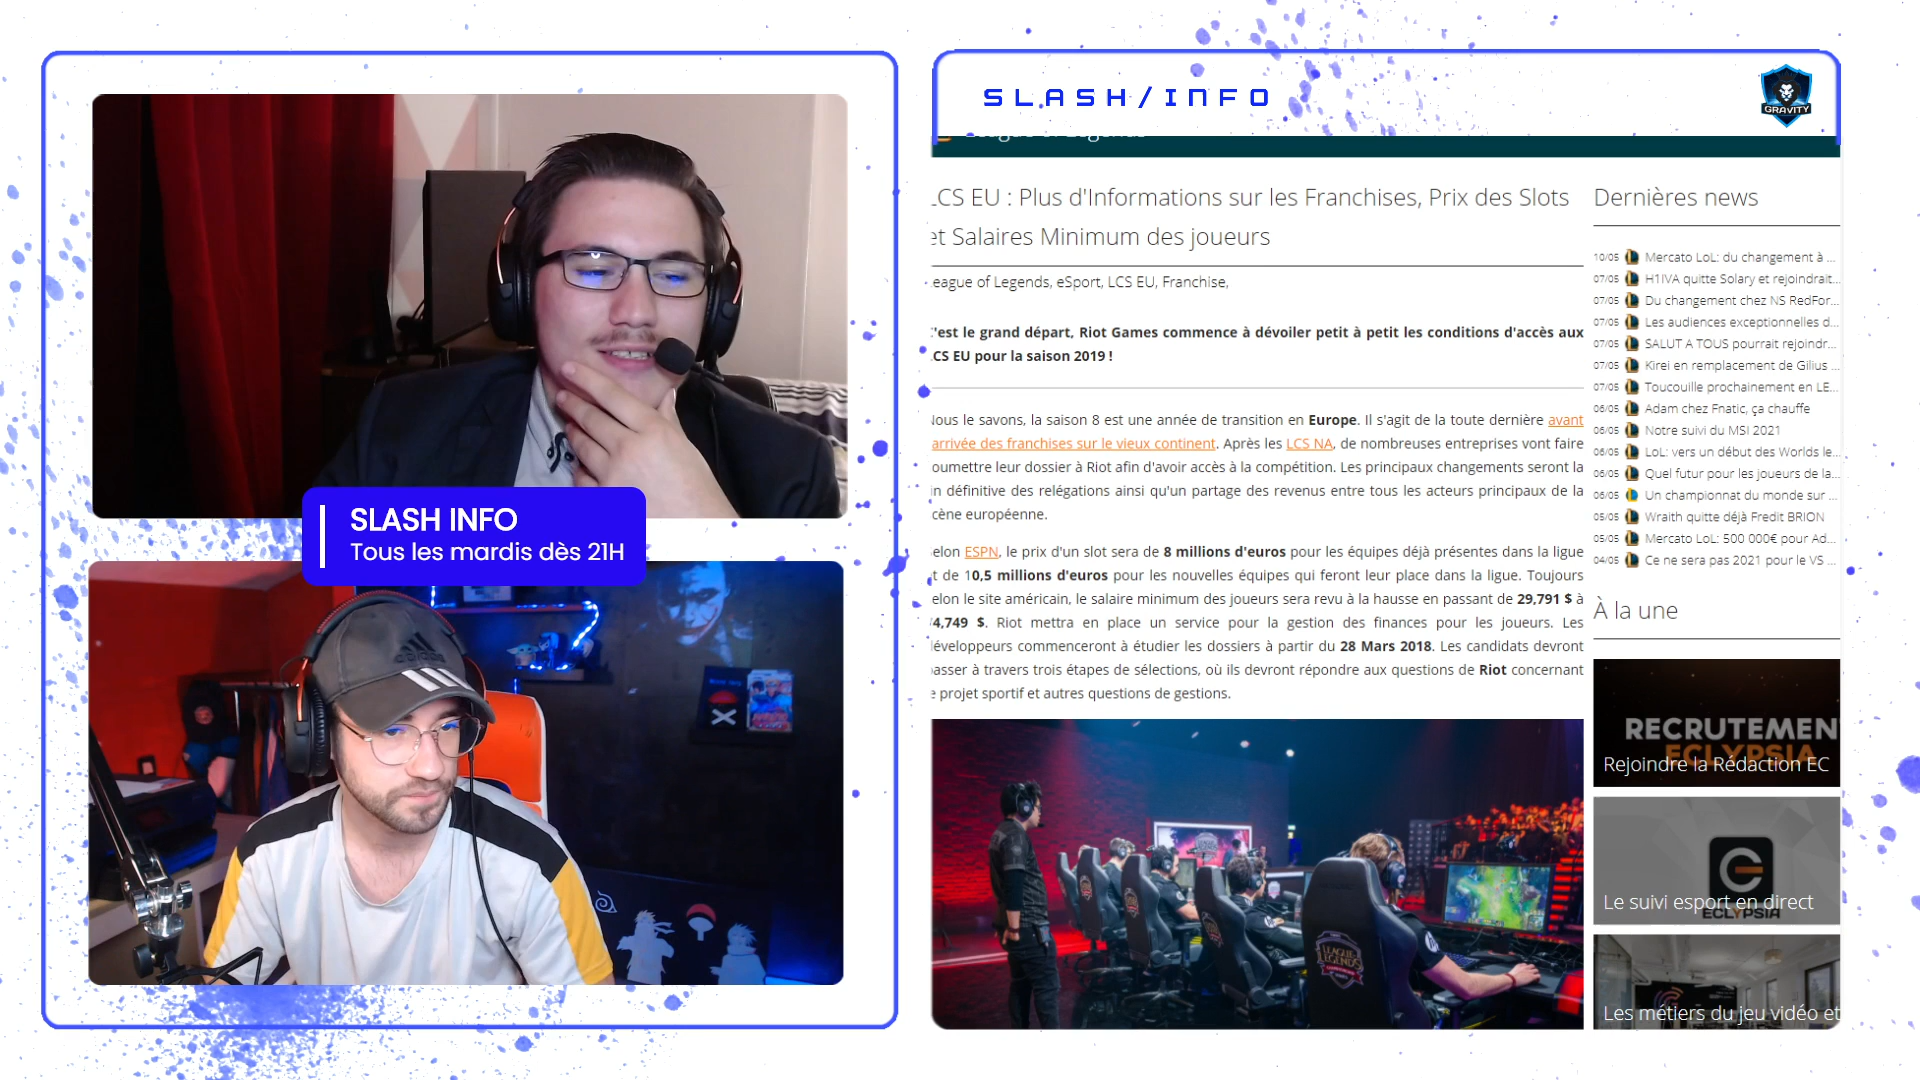 SLASH/INFO
GRAVITY
SLASH INFO
Tous les mardis dès 21H
adidas
LCS EU : Plus d'Informations sur les Franchises, Prix des Slots
et Salaires Minimum des joueurs
eague of Legends, eSport, LCS EU, Franchise,
'est le grand départ, Riot Games commence à dévoiler petit à petit les conditions d'accès aux
CS EU pour la saison 2019 !
Nous le savons, la saison 8 est une année de transition en Europe. Il s'agit de la toute dernière avant
arrivée des franchises sur le vieux continent. Après les LCS NA, de nombreuses entreprises vont faire
oumettre leur dossier à Riot afin d'avoir accès à la compétition. Les principaux changements seront la
in définitive des relégations ainsi qu'un partage des revenus entre tous les acteurs principaux de la
cène européenne.
elon ESPN, le prix d'un slot sera de 8 millions d'euros pour les équipes déjà présentes dans la ligue
t de 10,5 millions d'euros pour les nouvelles équipes qui feront leur place dans la ligue. Toujours
elon le site américain, le salaire minimum des joueurs sera revu à la hausse en passant de 29,791 $ à
4,749 $. Riot mettra en place un service pour la gestion des finances pour les joueurs. Les
développeurs commenceront à étudier les dossiers à partir du 28 Mars 2018. Les candidats devront
passer à travers trois étapes de sélections, où ils devront répondre aux questions de Riot concernant
e projet sportif et autres questions de gestions.
LEAGUE
LEGENDS
Dernières news
10/05 Mercato LoL: du changement à ...
07/05 H1IVA quitte Solary et rejoindrait...
07/05 Du changement chez NS RedFor...
07/05 Les audiences exceptionnelles d...
07/05 SALUT A TOUS pourrait rejoindr...
07/05 Kirei en remplacement de Gilius ...
07/05 Toucouille prochainement en LE...
06/05 Adam chez Fnatic, ça chauffe
06/05 Notre suivi du MSI 2021
06/05 LoL: vers un début des Worlds le...
06/05 Quel futur pour les joueurs de la...
06/05 Un championnat du monde sur ...
05/05 Wraith quitte déjà Fredit BRION
05/05 Mercato LoL: 500 000€ pour Ad...
04/05 Ce ne sera pas 2021 pour le VS ...
À la une
RECRUTEMEN
ECLYPSIA
Rejoindre la Rédaction EC
Le suivi esport en direct
ECLYPSIA
Les métiers du jeu vidéo et